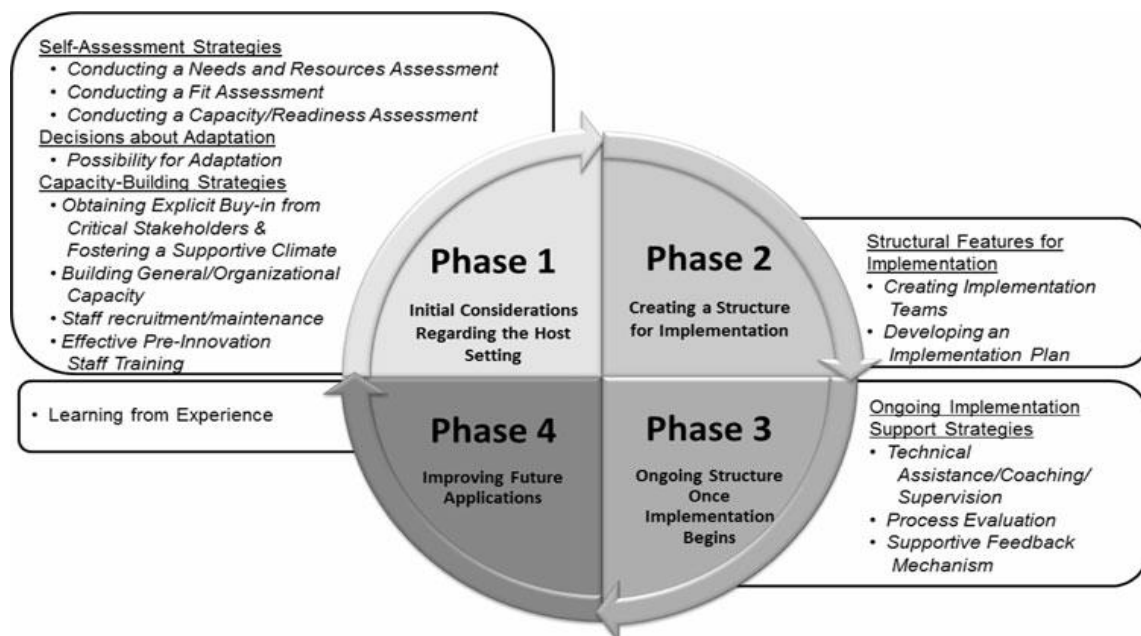 Self-Assessment Strategies
• Conducting a Needs and Resources Assessment
• Conducting a Fit Assessment
• Conducting a Capacity/Readiness Assessment
Decisions about Adaptation
• Possibility for Adaptation
Capacity-Building Strategies
• Obtaining Explicit Buy-in from
Critical Stakeholders &
Fostering a Supportive Climate
• Building General/Organizational
Capacity
• Staff recruitment/maintenance
• Effective Pre-Innovation
Staff Training
Phase 1
Initial Considerations
Regarding the Host
Setting
Phase 2
Creating a Structure
for Implementation
Structural Features for
Implementation
• Creating Implementation
Teams
• Developing an
Implementation Plan
• Learning from Experience
Phase 4
Improving Future
Applications
Phase 3
Ongoing Structure
Once
Implementation
Begins
Ongoing Implementation
Support Strategies
• Technical
Assistance/Coaching/
Supervision
• Process Evaluation
• Supportive Feedback
Mechanism